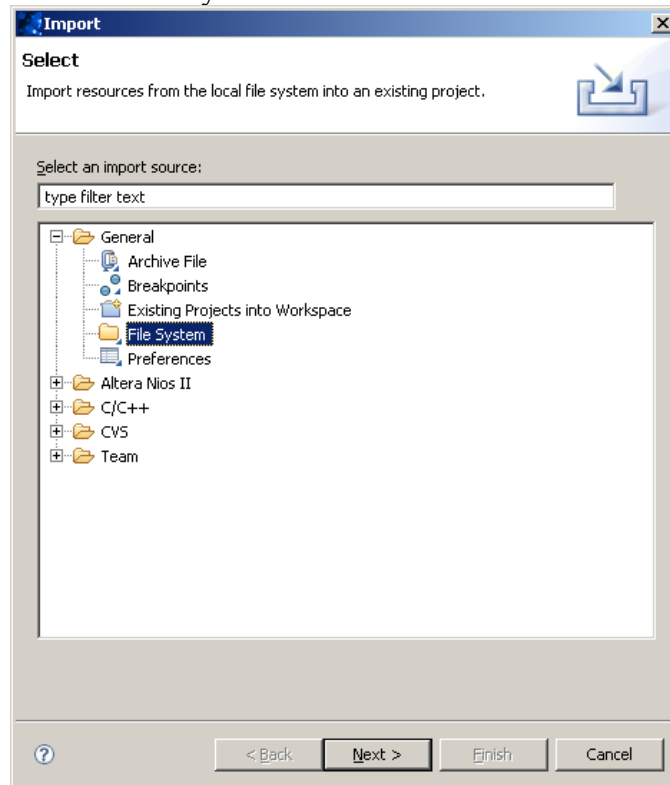 Import
Select
Import resources from the local file system into an existing project.
Select an import source:
type filter text
General
Archive File
Breakpoints
Existing Projects into Workspace
File System
Preferences
Altera Nios II
C/C++
CVS
Team
< Back Next > Finish Cancel